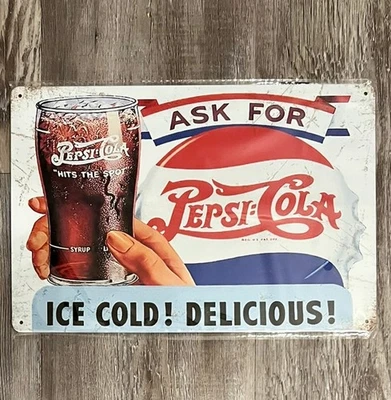 ASK FOR
PEPSI-COLA
"HITS THE SPOT"
SYRUP
PEPSI:COLA
ICE COLD! DELICIOUS!